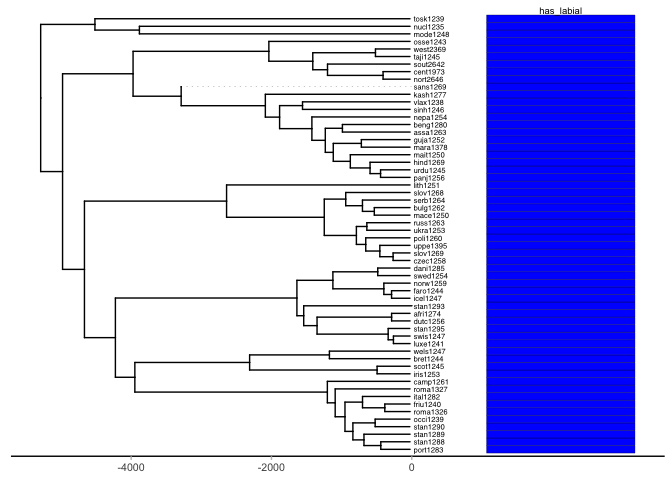 has_labial
tosk1239
nucl1235
mode1248
osse1243
west2369
taji1245
sout2642
cent1973
nort2646
sans1269
kash1277
vlax1238
sinh1246
nepa1254
beng1280
assa1263
guja1252
mara1378
mait1250
hind1269
urdu1245
panj1256
lith1251
slov1268
serb1264
bulg1262
mace1250
russ1263
ukra1253
poli1260
uppe1395
slov1269
czec1258
dani1285
swed1254
norw1259
faro1244
icel1247
stan1293
afri1274
dutc1256
stan1295
swis1247
luxe1241
wels1247
bret1244
scot1245
iris1253
camp1261
roma1327
ital1282
friu1240
roma1326
occi1239
stan1290
stan1289
stan1288
port1283
-4000 -2000 0